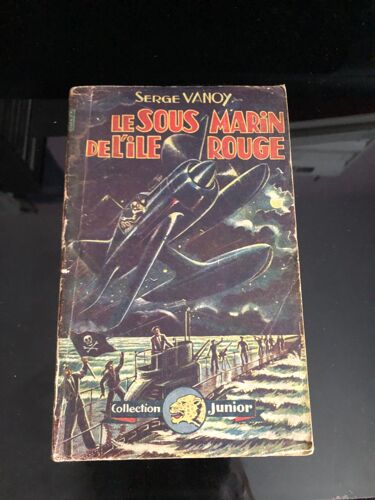 SERGE VANOY
LE SOUS MARIN
DE L'ILE ROUGE
Collection Junior